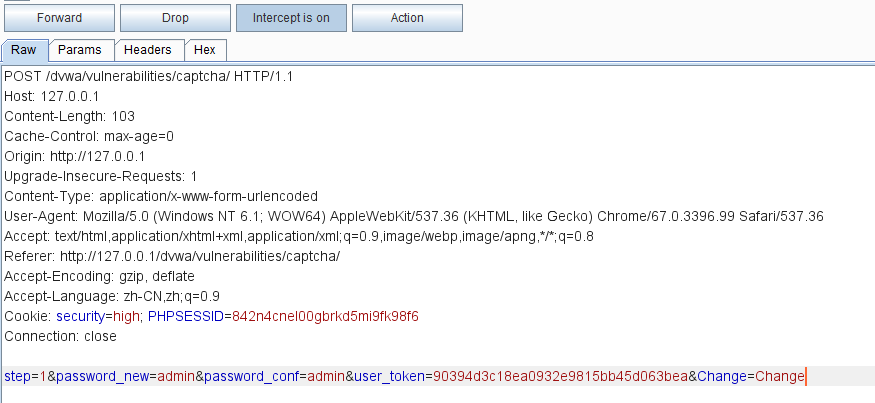 Forward Drop Intercept is on Action
Raw Params Headers Hex
POST /dvwa/vulnerabilities/captcha/ HTTP/1.1
Host: 127.0.0.1
Content-Length: 103
Cache-Control: max-age=0
Origin: http://127.0.0.1
Upgrade-Insecure-Requests: 1
Content-Type: application/x-www-form-urlencoded
User-Agent: Mozilla/5.0 (Windows NT 6.1; WOW64) AppleWebKit/537.36 (KHTML, like Gecko) Chrome/67.0.3396.99 Safari/537.36
Accept: text/html,application/xhtml+xml,application/xml;q=0.9,image/webp,image/apng,*/*;q=0.8
Referer: http://127.0.0.1/dvwa/vulnerabilities/captcha/
Accept-Encoding: gzip, deflate
Accept-Language: zh-CN,zh;q=0.9
Cookie: security=high; PHPSESSID=842n4cnel00gbrkd5mi9fk98f6
Connection: close
step=1&password_new=admin&password_conf=admin&user_token=90394d3c18ea0932e9815bb45d063bea&Change=Change